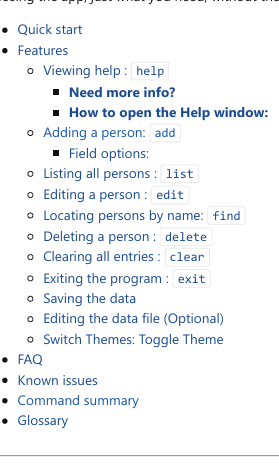 Quick start
Features
Viewing help : help
Need more info?
How to open the Help window:
Adding a person: add
Field options:
Listing all persons : list
Editing a person : edit
Locating persons by name: find
Deleting a person : delete
Clearing all entries : clear
Exiting the program : exit
Saving the data
Editing the data file (Optional)
Switch Themes: Toggle Theme
FAQ
Known issues
Command summary
Glossary